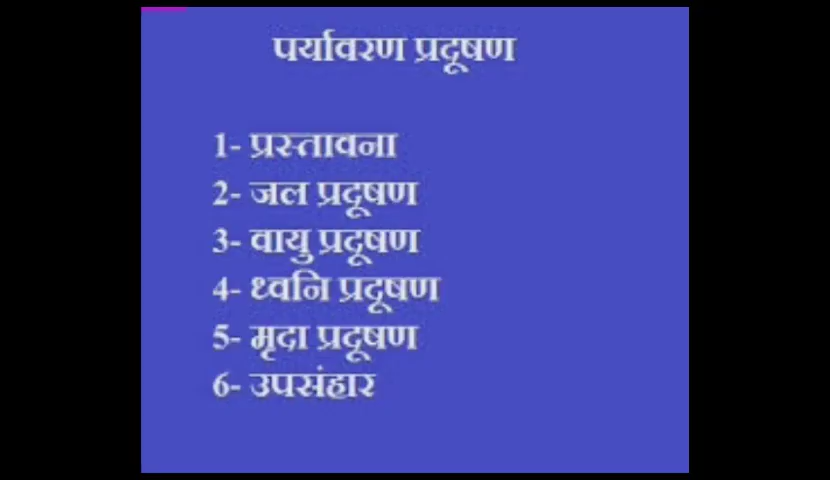 पर्यावरण प्रदूषण
1- प्रस्तावना
2- जल प्रदूषण
3- वायु प्रदूषण
4- ध्वनि प्रदूषण
5- मृदा प्रदूषण
6- उपसंहार